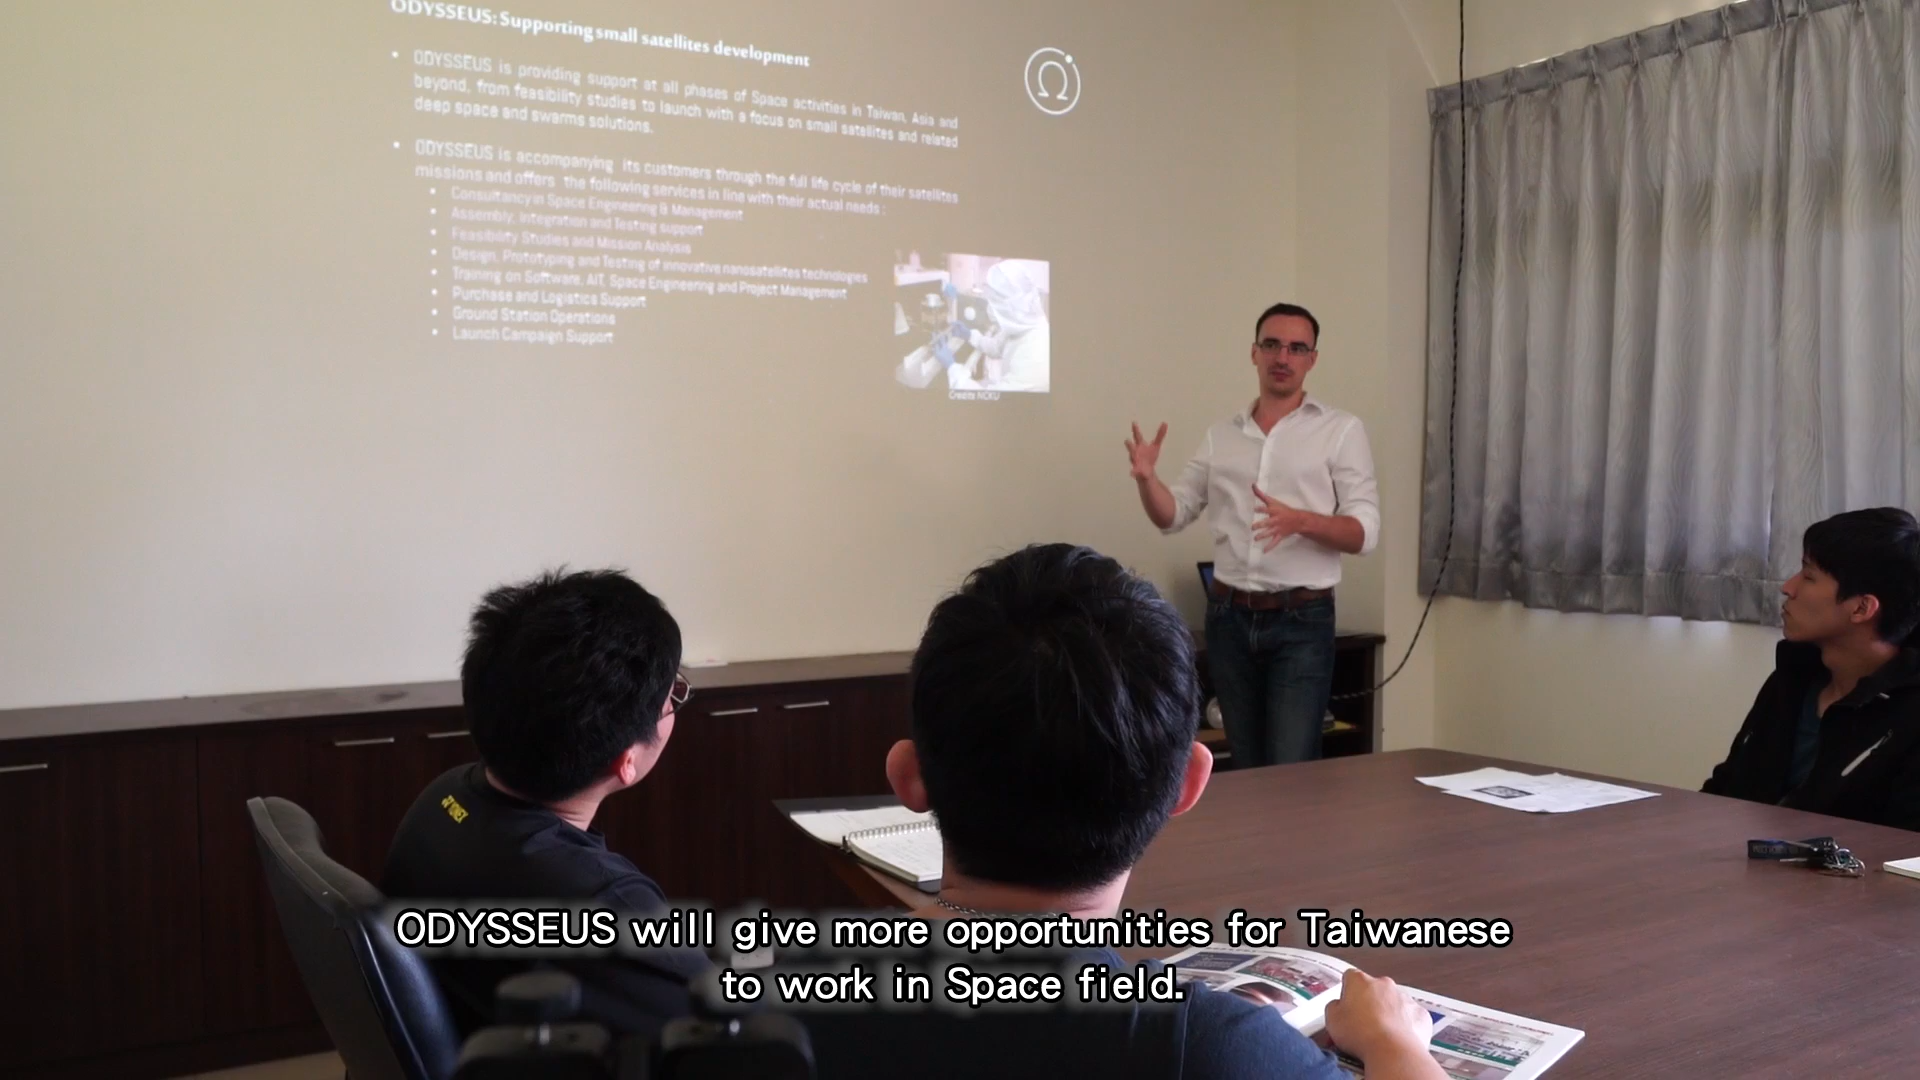 ODYSSEUS: Supporting small satellites development
• ODYSSEUS is providing support at all phases of Space activities in Taiwan, Asia and
beyond, from feasibility studies to launch with a focus on small satellites and related
deep space and swarms solutions.
• ODYSSEUS is accompanying its customers through the full life cycle of their satellites
missions and offers the following services in line with their actual needs :
• Consultancy in Space Engineering & Management
• Assembly, Integration and Testing support
• Feasibility Studies and Mission Analysis
• Design, Prototyping and Testing of innovative nanosatellites technologies
• Training on Software, AIT, Space Engineering and Project Management
• Purchase and Logistics Support
• Ground Station Operations
• Launch Campaign Support
Ω
Credits NCKU
YONEX
ODYSSEUS will give more opportunities for Taiwanese
to work in Space field.